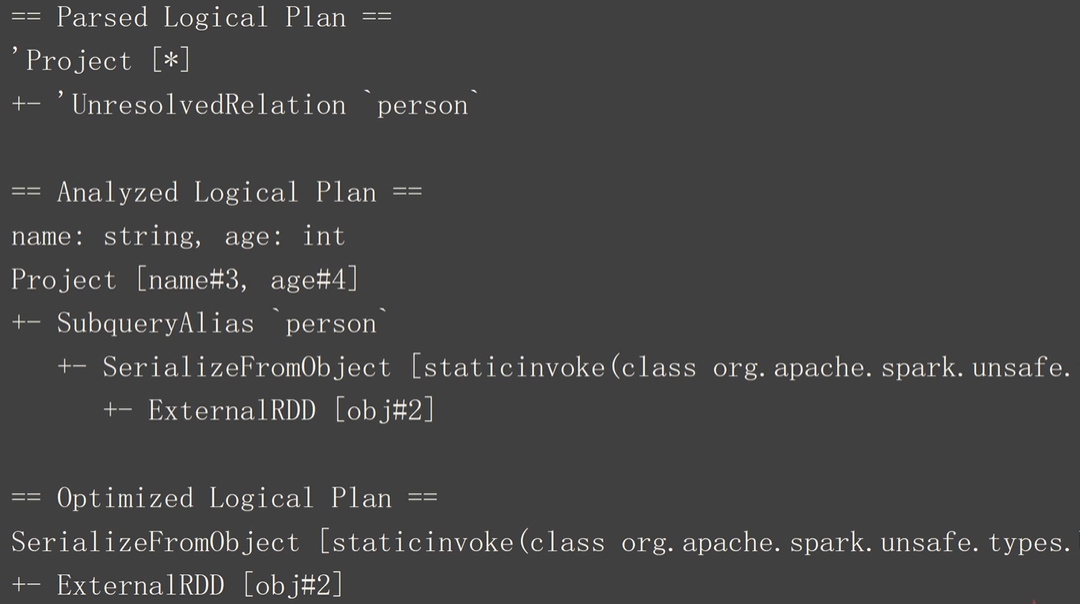 == Parsed Logical Plan ==
'Project [*]
+- 'UnresolvedRelation `person`
== Analyzed Logical Plan ==
name: string, age: int
Project [name#3, age#4]
+- SubqueryAlias `person`
   +- SerializeFromObject [staticinvoke(class org.apache.spark.unsafe.
      +- ExternalRDD [obj#2]
== Optimized Logical Plan ==
SerializeFromObject [staticinvoke(class org.apache.spark.unsafe.types.
+- ExternalRDD [obj#2]